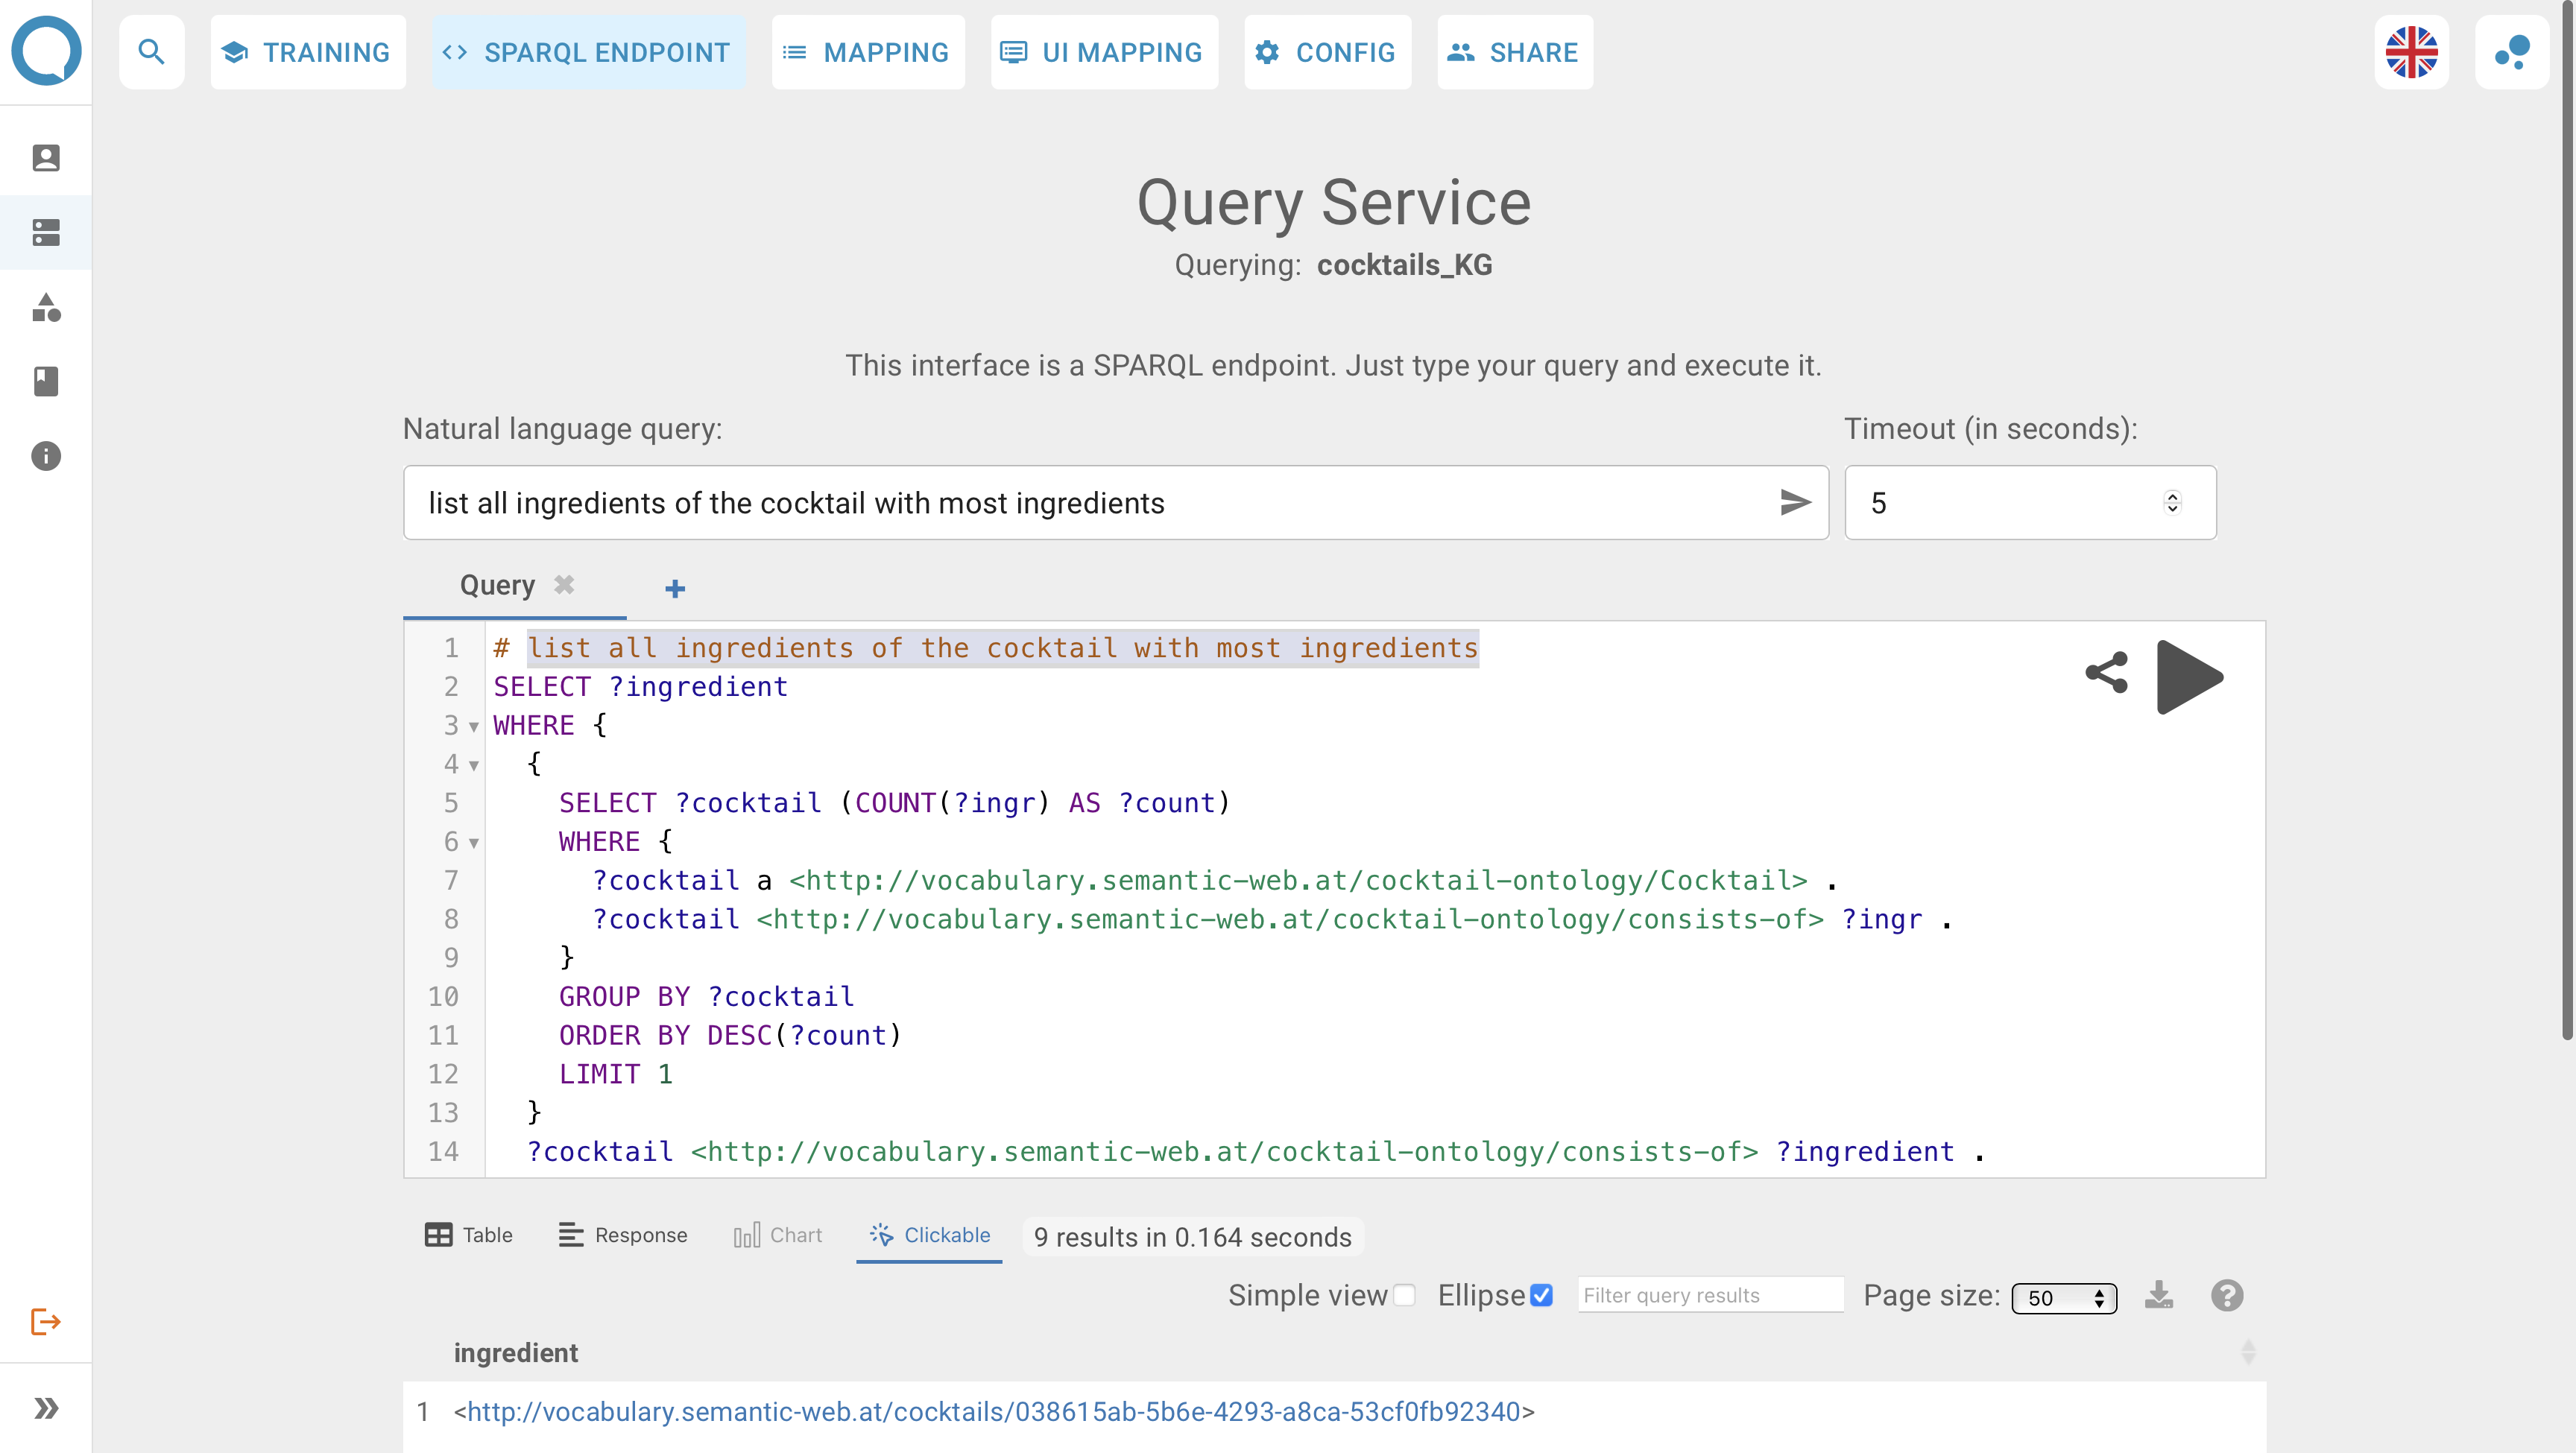 TRAINING
SPARQL ENDPOINT
MAPPING
UI MAPPING
CONFIG
SHARE
Query Service
Querying: cocktails_KG
This interface is a SPARQL endpoint. Just type your query and execute it.
Natural language query:
Timeout (in seconds):
list all ingredients of the cocktail with most ingredients
5
Query
1 # list all ingredients of the cocktail with most ingredients
2 SELECT ?ingredient
3 WHERE {
4 {
5 SELECT ?cocktail (COUNT(?ingr) AS ?count)
6 WHERE {
7 ?cocktail a <http://vocabulary.semantic-web.at/cocktail-ontology/Cocktail> .
8 ?cocktail <http://vocabulary.semantic-web.at/cocktail-ontology/consists-of> ?ingr .
9 }
10 GROUP BY ?cocktail
11 ORDER BY DESC(?count)
12 LIMIT 1
13 }
14 ?cocktail <http://vocabulary.semantic-web.at/cocktail-ontology/consists-of> ?ingredient .
Table
Response
Chart
Clickable
9 results in 0.164 seconds
Simple view
Ellipse
Filter query results
Page size:
50
ingredient
1 <http://vocabulary.semantic-web.at/cocktails/038615ab-5b6e-4293-a8ca-53cf0fb92340>